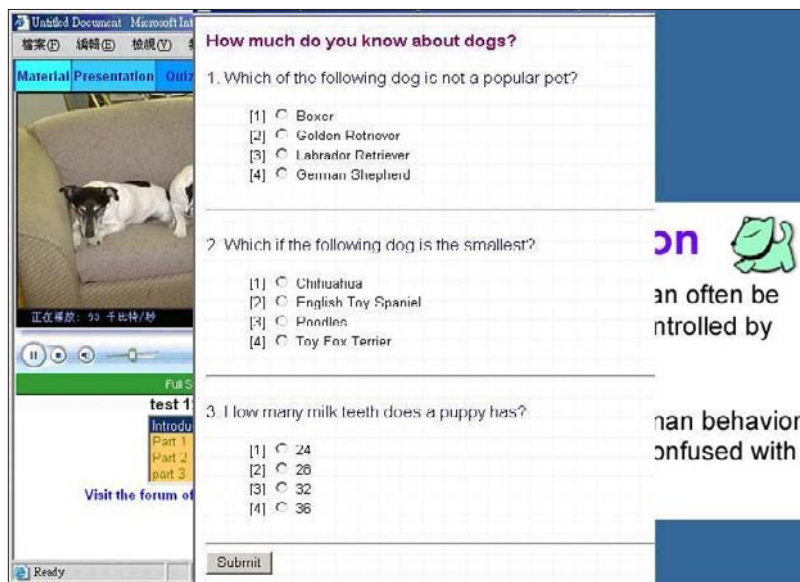 Untitled Document Microsoft Int
檔案(F) 編輯(E) 檢視(V)
Material Presentation Quiz
正在播放: 93 千比特/秒
Full S
test 1:
Introdu
Part 1
Part 2
part 3
Visit the forum of
Ready
How much do you know about dogs?
1. Which of the following dog is not a popular pet?
[1] Boxer
[2] Golden Retriever
[3] Labrador Retriever
[4] German Shepherd
2. Which if the following dog is the smallest?
[1] Chihuahua
[2] English Toy Spaniel
[3] Poodles
[4] Toy Fox Terrier
3. How many milk teeth does a puppy has?
[1] 24
[2] 28
[3] 32
[4] 36
Submit
on
an often be
ntrolled by
nan behavior
onfused with